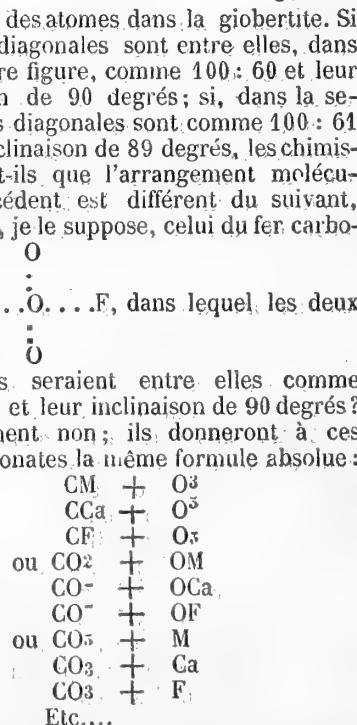 des atomes dans la giobertite. Si
diagonales sont entre elles, dans
re figure, comme 100 : 60 et leur
n de 90 degrés; si, dans la se-
s diagonales sont comme 100 : 61
clinaison de 89 degrés, les chimis-
t-ils que l'arrangement molécu-
cédent est différent du suivant,
, je le suppose, celui du fer carbo-
O
:
..O. . . .F, dans lequel les deux
:
O
s seraient entre elles comme
et leur inclinaison de 90 degrés?
ment non; ils donneront à ces
onates la même formule absolue :
CM + O³
CCa + O³
CF + O₃
ou CO² + OM
CO⁻ + OCa
CO⁻ + OF
ou CO₃ + M
CO₃ + Ca
CO₃ + F
Etc....